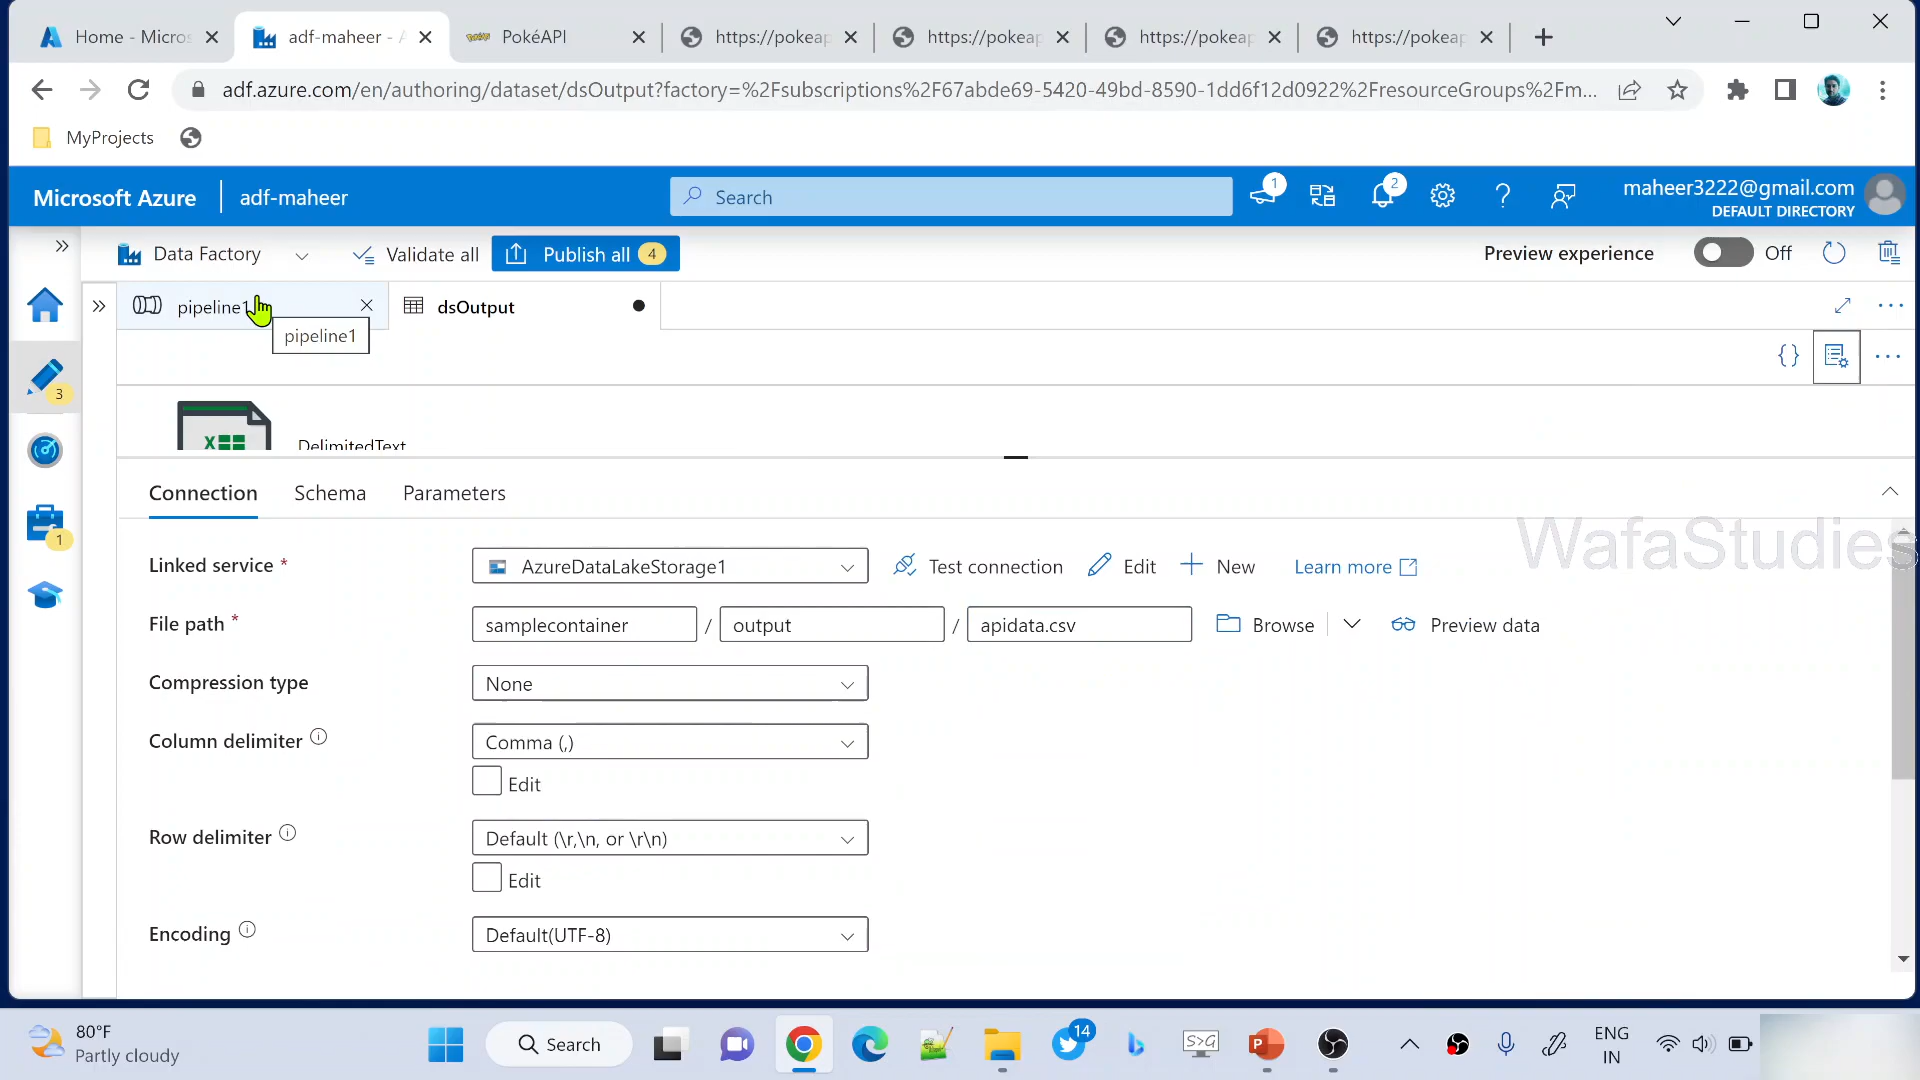 Home - Micros
adf-maheer - A
PokéAPI
https://pokeap
https://pokeap
https://pokeap
https://pokeap
adf.azure.com/en/authoring/dataset/dsOutput?factory=%2Fsubscriptions%2F67abde69-5420-49bd-8590-1dd6f12d0922%2FresourceGroups%2Fm...
MyProjects
Microsoft Azure
adf-maheer
Search
1
2
maheer3222@gmail.com
DEFAULT DIRECTORY
Data Factory
Validate all
Publish all 4
Preview experience
Off
pipeline1
dsOutput
pipeline1
3
DelimitedText
Connection
Schema
Parameters
WafaStudies
Linked service *
AzureDataLakeStorage1
Test connection
Edit
New
Learn more
1
File path *
samplecontainer / output / apidata.csv
Browse
Preview data
Compression type
None
Column delimiter
Comma (,)
Edit
Row delimiter
Default (\r,\n, or \r\n)
Edit
Encoding
Default(UTF-8)
80°F
Partly cloudy
Search
14
S>G
P
ENG
IN